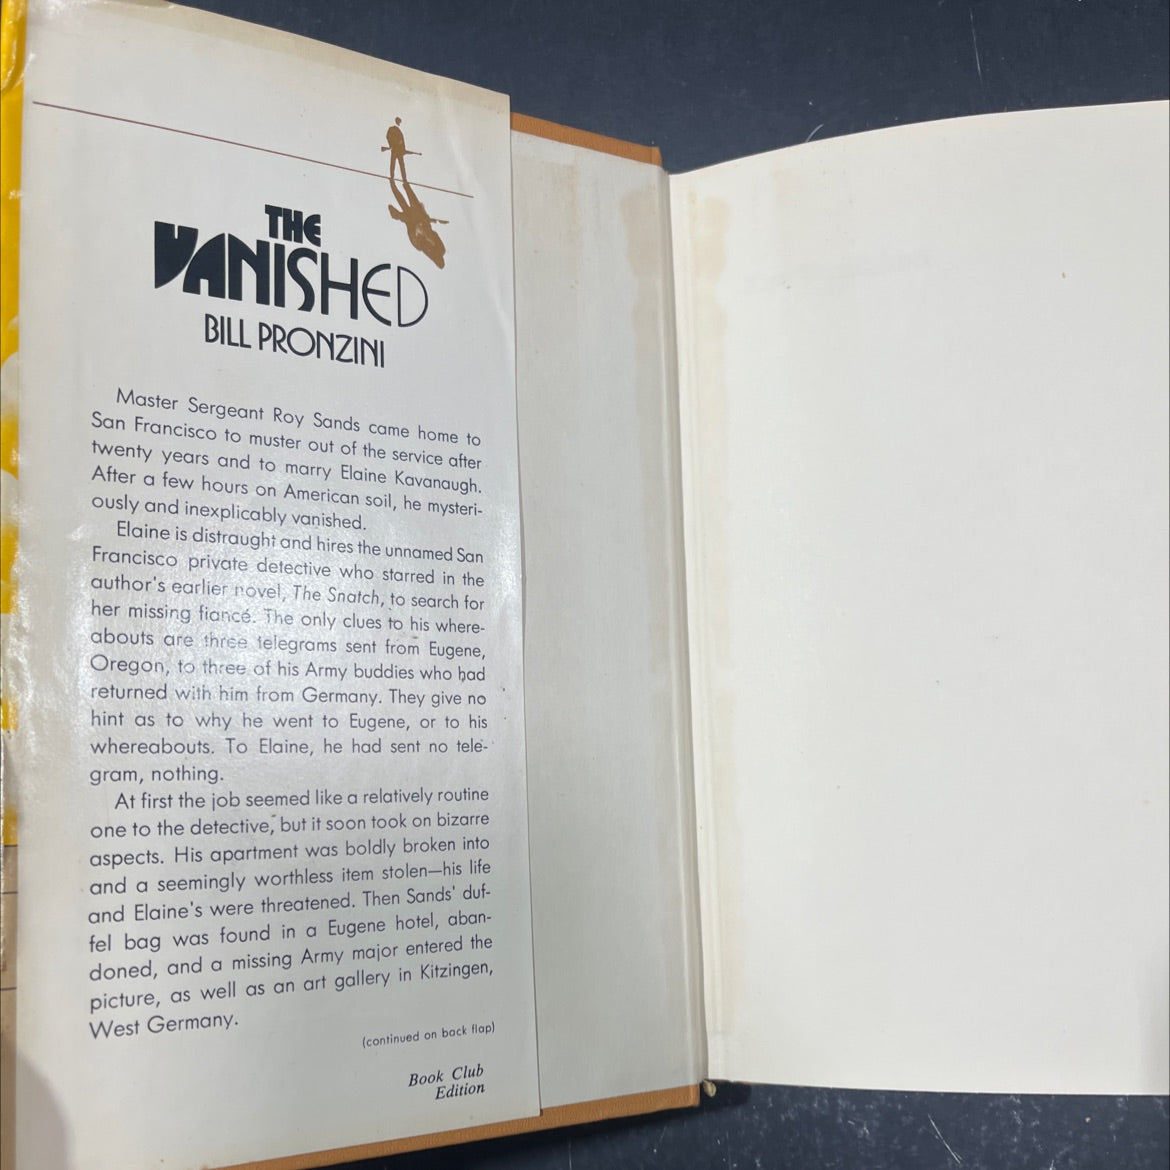 THE
VANISHED
BILL PRONZINI
Master Sergeant Roy Sands came home to
San Francisco to muster out of the service after
twenty years and to marry Elaine Kavanaugh.
After a few hours on American soil, he mysteri-
ously and inexplicably vanished.
Elaine is distraught and hires the unnamed San
Francisco private detective who starred in the
author's earlier novel, The Snatch, to search for
her missing fiancé. The only clues to his where-
abouts are three telegrams sent from Eugene,
Oregon, to three of his Army buddies who had
returned with him from Germany. They give no
hint as to why he went to Eugene, or to his
whereabouts. To Elaine, he had sent no tele-
gram, nothing.
At first the job seemed like a relatively routine
one to the detective, but it soon took on bizarre
aspects. His apartment was boldly broken into
and a seemingly worthless item stolen—his life
and Elaine's were threatened. Then Sands' duf-
fel bag was found in a Eugene hotel, aban-
doned, and a missing Army major entered the
picture, as well as an art gallery in Kitzingen,
West Germany.
(continued on back flap)
Book Club
Edition